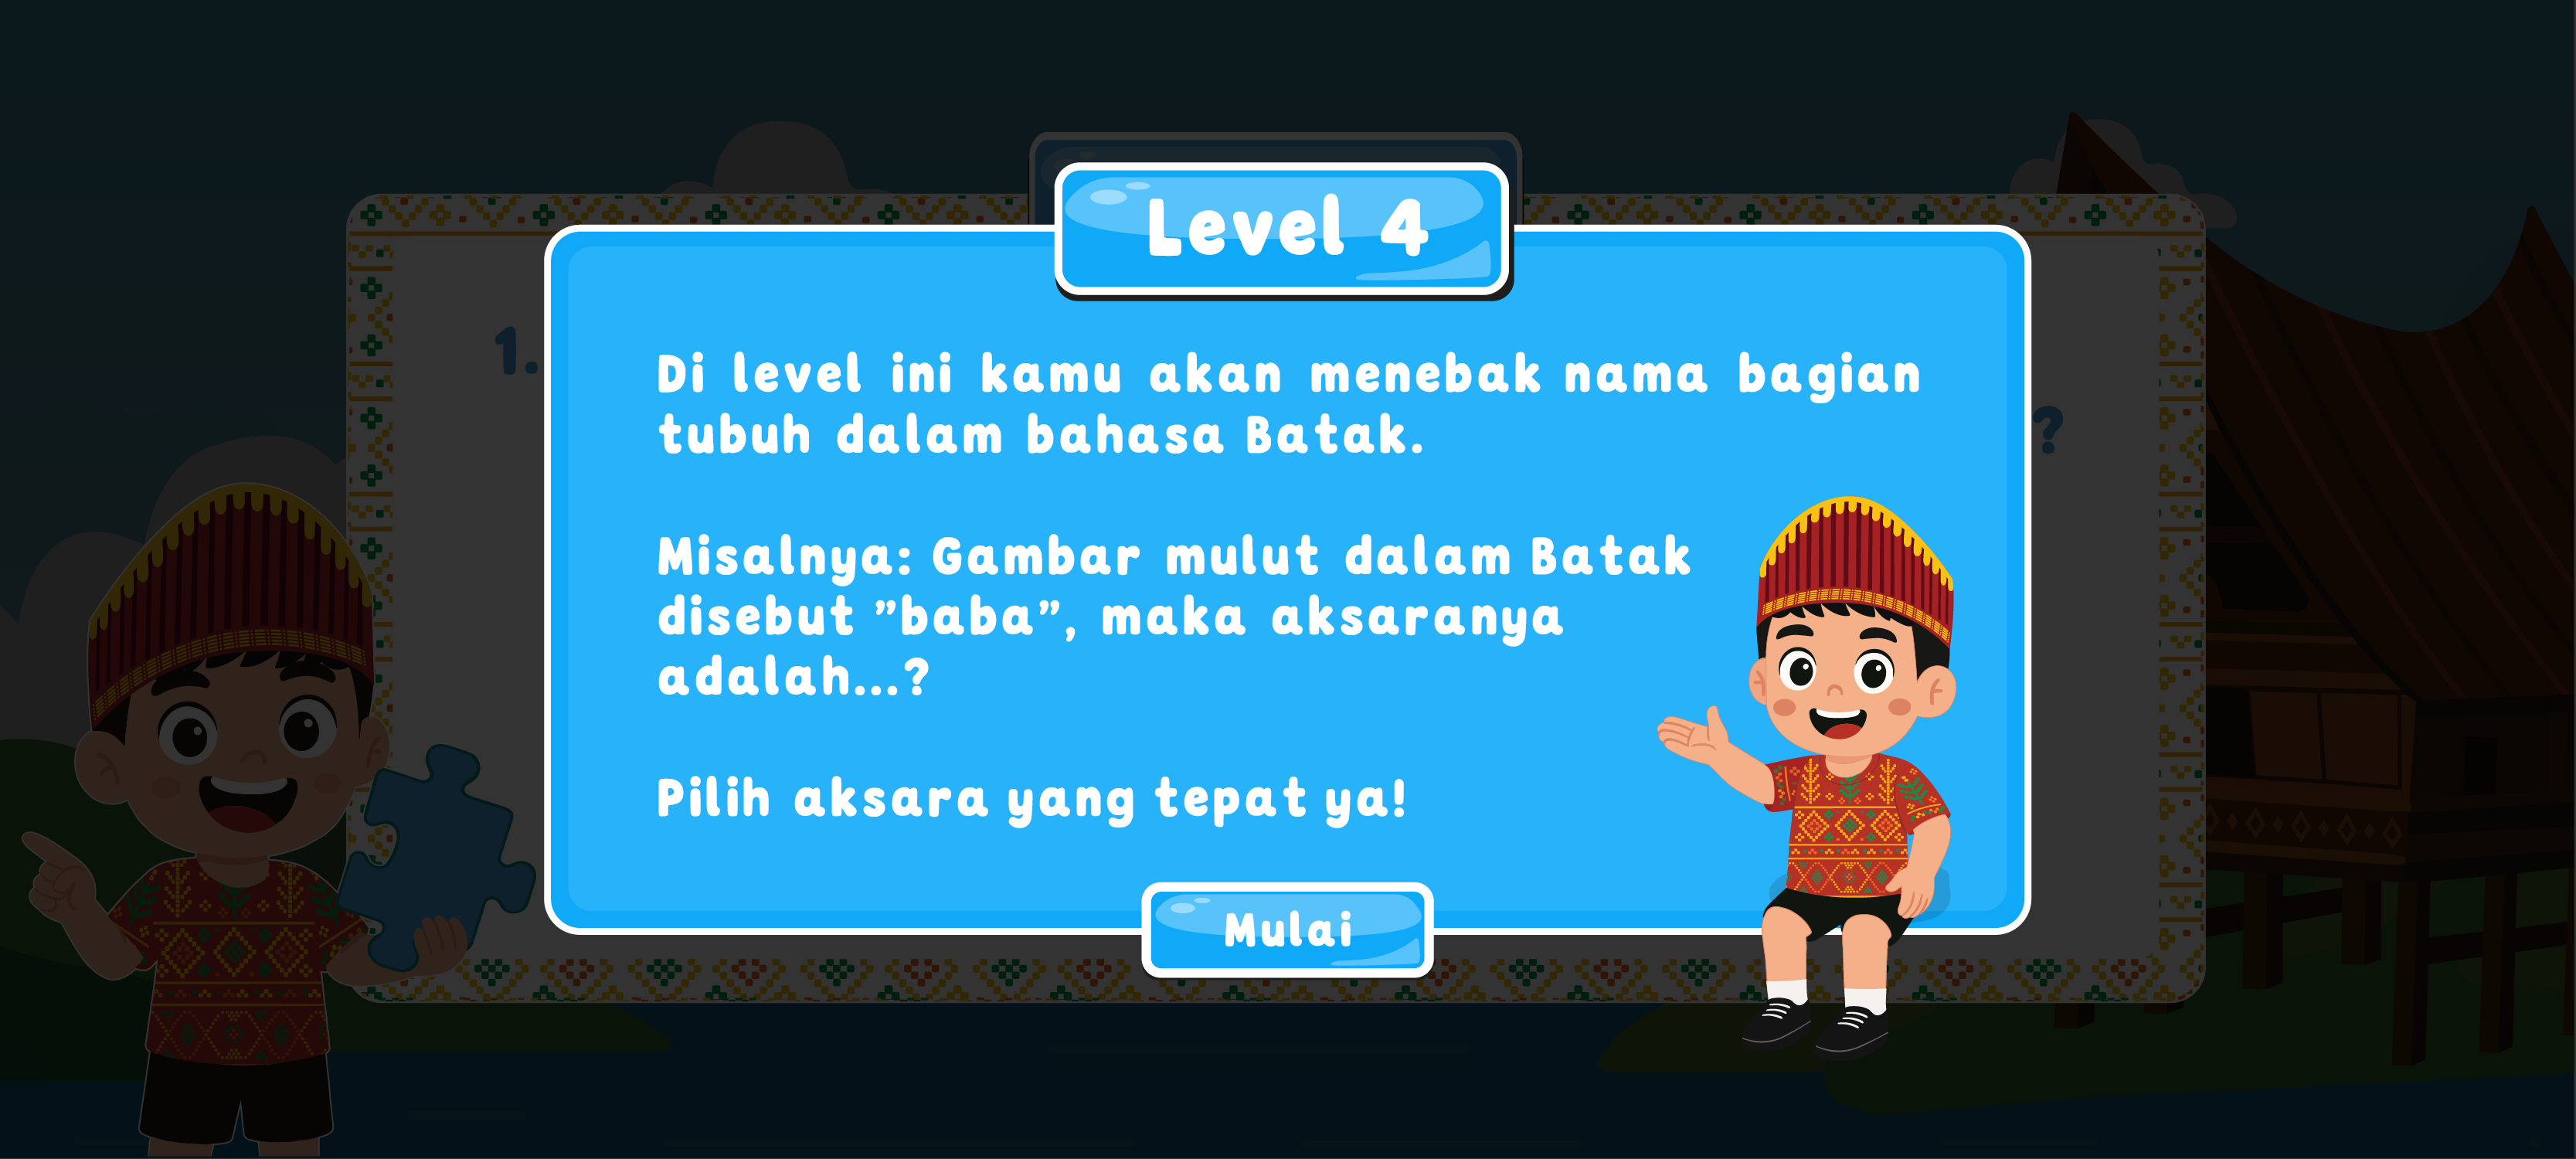 Level 4
1.
Di level ini kamu akan menebak nama bagian
tubuh dalam bahasa Batak.
?
Misalnya: Gambar mulut dalam Batak
disebut ”baba”, maka aksaranya
adalah...?
Pilih aksara yang tepat ya!
Mulai